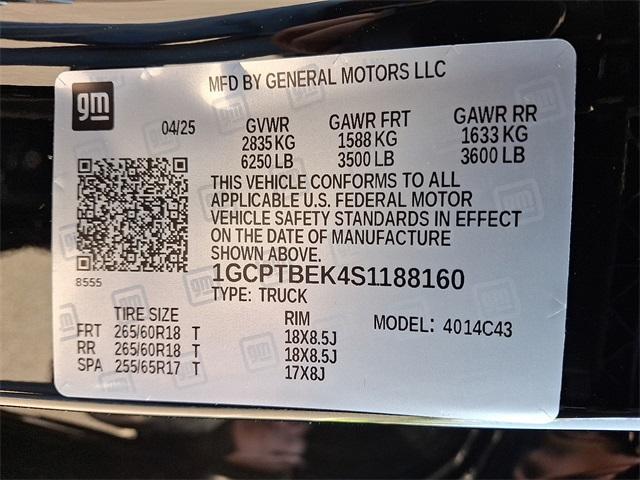 MFD BY GENERAL MOTORS LLC
gm
04/25
GVWR GAWR FRT GAWR RR
2835 KG 1588 KG 1633 KG
6250 LB 3500 LB 3600 LB
THIS VEHICLE CONFORMS TO ALL
APPLICABLE U.S. FEDERAL MOTOR
VEHICLE SAFETY STANDARDS IN EFFECT
ON THE DATE OF MANUFACTURE
SHOWN ABOVE.
8555
1GCPTBEK4S1188160
TYPE: TRUCK
TIRE SIZE RIM MODEL: 4014C43
FRT 265/60R18 T 18X8.5J
RR 265/60R18 T 18X8.5J
SPA 255/65R17 T 17X8J